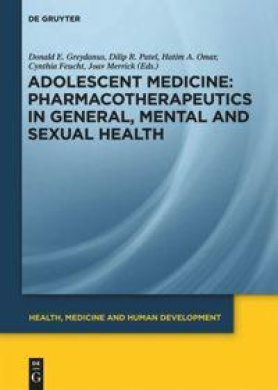 DE GRUYTER
Donald E. Greydanus, Dilip R. Patel, Hatim A. Omar,
Cynthia Feucht, Joav Merrick (Eds.)
ADOLESCENT MEDICINE:
PHARMACOTHERAPEUTICS
IN GENERAL, MENTAL AND
SEXUAL HEALTH
HEALTH, MEDICINE AND HUMAN DEVELOPMENT
DE
G